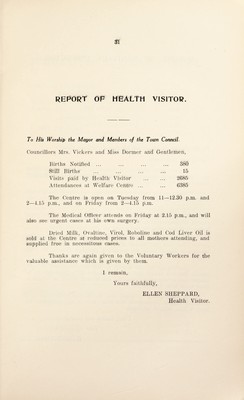 REPORT OF HEALTH VISITOR.
To His Worship the Mayor and Members of the Town Council.
Councillors Mrs. Vickers and Miss Dormer and Gentlemen,
Births Notified ... ... ... ... 380
Still Births ... ... ... ... 15
Visits paid by Health Visitor ... ... 2685
Attendances at Welfare Centre ... ... 6385
The Centre is open on Tuesday from 11—12.30 p.m. and
2—4.15 p.m., and on Friday from 2—4.15 p.m.
The Medical Officer attends on Friday at 2.15 p.m., and will
also see urgent cases at his own surgery.
Dried Milk, Ovaltine, Virol, Roboline and Cod Liver Oil is
sold at the Centre at reduced prices to all mothers attending, and
supplied free in necessitous cases.
Thanks are again given to the Voluntary Workers for the
valuable assistance which is given by them.
I remain,
Yours faithfully,
ELLEN SHEPPARD,
Health Visitor.